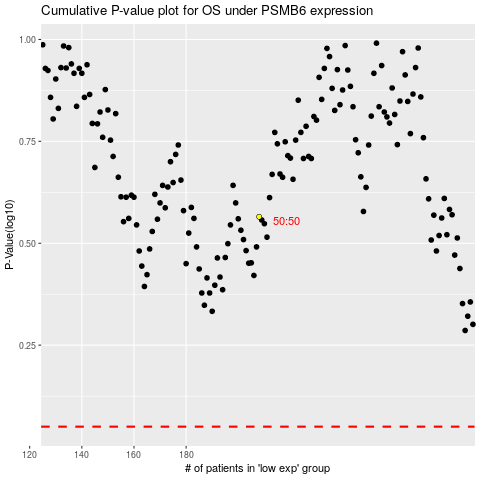 Cumulative P-value plot for OS under PSMB6 expression
1.00
0.75
0.50
0.25
P-Value(log10)
50:50
120 140 160 180
# of patients in 'low exp' group